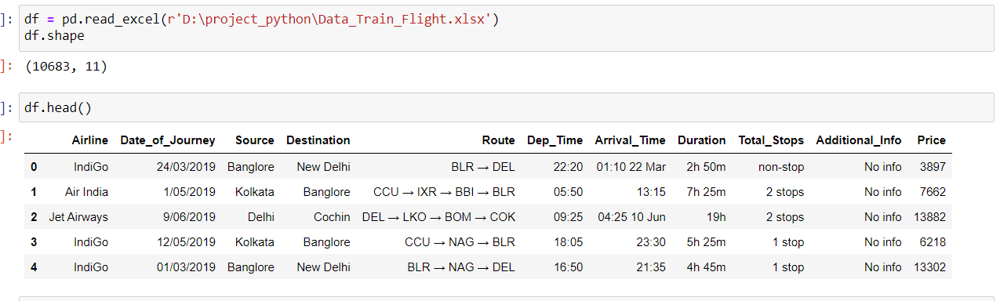 ]: df = pd.read_excel(r'D:\project_python\Data_Train_Flight.xlsx')
df.shape
]: (10683, 11)
]: df.head()
]:
Airline Date_of_Journey Source Destination Route Dep_Time Arrival_Time Duration Total_Stops Additional_Info Price
0 IndiGo 24/03/2019 Banglore New Delhi BLR → DEL 22:20 01:10 22 Mar 2h 50m non-stop No info 3897
1 Air India 1/05/2019 Kolkata Banglore CCU → IXR → BBI → BLR 05:50 13:15 7h 25m 2 stops No info 7662
2 Jet Airways 9/06/2019 Delhi Cochin DEL → LKO → BOM → COK 09:25 04:25 10 Jun 19h 2 stops No info 13882
3 IndiGo 12/05/2019 Kolkata Banglore CCU → NAG → BLR 18:05 23:30 5h 25m 1 stop No info 6218
4 IndiGo 01/03/2019 Banglore New Delhi BLR → NAG → DEL 16:50 21:35 4h 45m 1 stop No info 13302